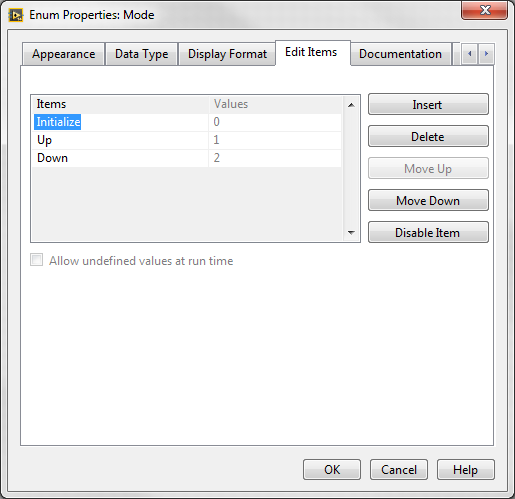 Enum Properties: Mode
Appearance Data Type Display Format Edit Items Documentation
Items Values
Initialize 0
Up 1
Down 2
Insert
Delete
Move Up
Move Down
Disable Item
Allow undefined values at run time
OK Cancel Help